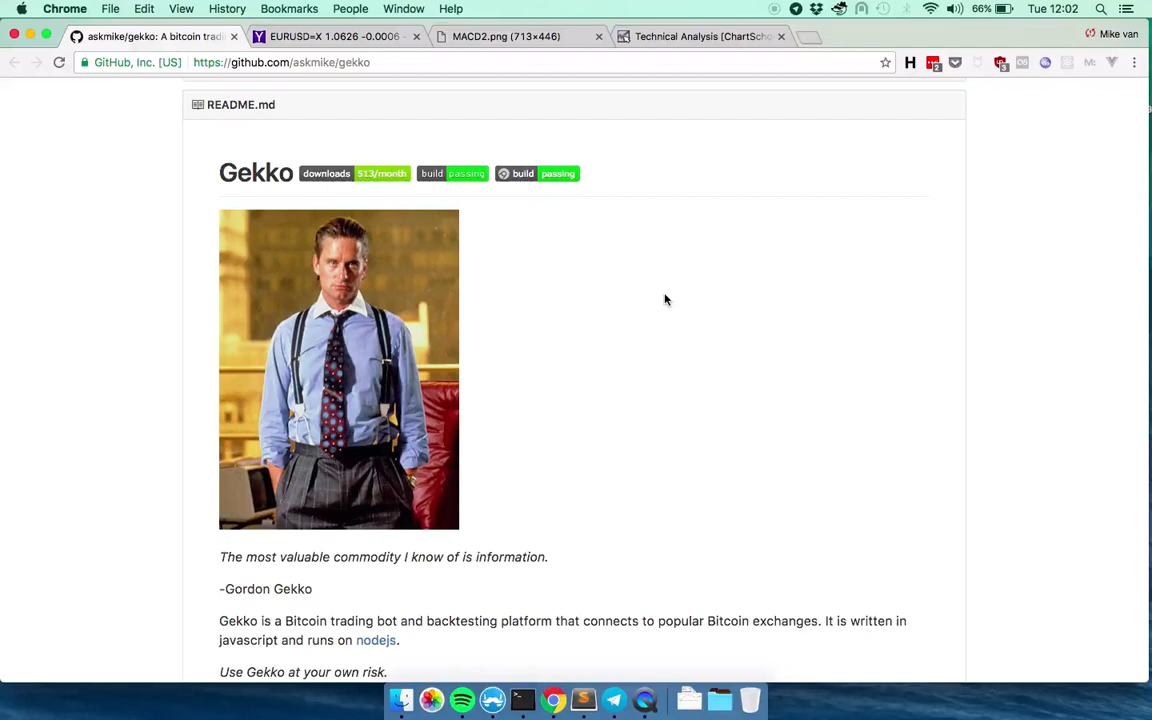 Chrome File Edit View History Bookmarks People Window Help 66% Tue 12:02
askmike/gekko: A bitcoin tradi EURUSD=X 1.0626 -0.0006 MACD2.png (713×446) Technical Analysis [ChartScho Mike van
GitHub, Inc. [US] https://github.com/askmike/gekko
README.md
Gekko downloads 513/month build passing build passing
The most valuable commodity I know of is information.
-Gordon Gekko
Gekko is a Bitcoin trading bot and backtesting platform that connects to popular Bitcoin exchanges. It is written in
javascript and runs on nodejs.
Use Gekko at your own risk.